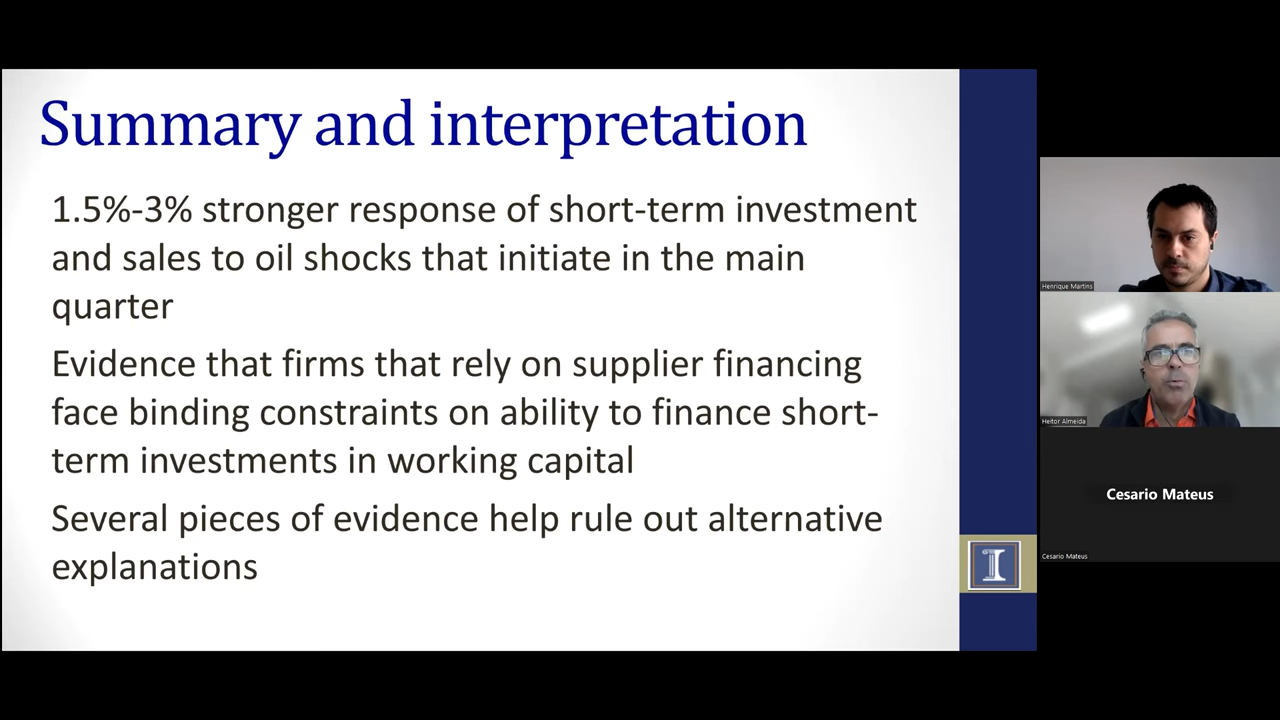 Summary and interpretation
1.5%-3% stronger response of short-term investment
and sales to oil shocks that initiate in the main
quarter
Evidence that firms that rely on supplier financing
face binding constraints on ability to finance short-
term investments in working capital
Several pieces of evidence help rule out alternative
explanations
I
Henrique Martins
Heitor Almeida
Cesario Mateus
Cesario Mateus